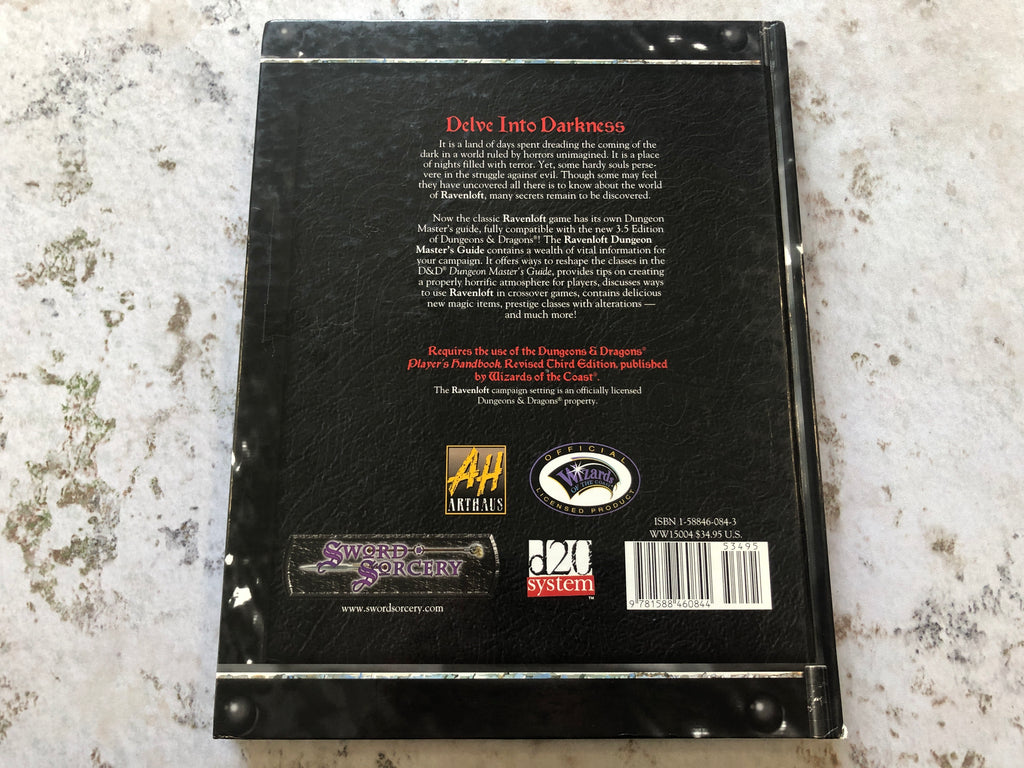 Delve Into Darkness
It is a land of days spent dreading the coming of the
dark in a world ruled by horrors unimagined. It is a place
of nights filled with terror. Yet, some hardy souls perse-
vere in the struggle against evil. Though some may feel
they have uncovered all there is to know about the world
of Ravenloft, many secrets remain to be discovered.
Now the classic Ravenloft game has its own Dungeon
Master's guide, fully compatible with the new 3.5 Edition
of Dungeons & Dragons®! The Ravenloft Dungeon
Master's Guide contains a wealth of vital information for
your campaign. It offers ways to reshape the classes in the
D&D® Dungeon Master's Guide, provides tips on creating
a properly horrific atmosphere for players, discusses ways
to use Ravenloft in crossover games, contains delicious
new magic items, prestige classes with alterations —
and much more!
Requires the use of the Dungeons & Dragons®
Player's Handbook, Revised Third Edition, published
by Wizards of the Coast®.
The Ravenloft campaign setting is an officially licensed
Dungeons & Dragons® property.
AH
ARTHAUS
OFFICIAL
Wizards
OF THE COAST
LICENSED PRODUCT
ISBN 1-58846-084-3
WW15004 $34.95 U.S.
53495
9 781588 460844
Sword
Sorcery
www.swordsorcery.com
d20
system™